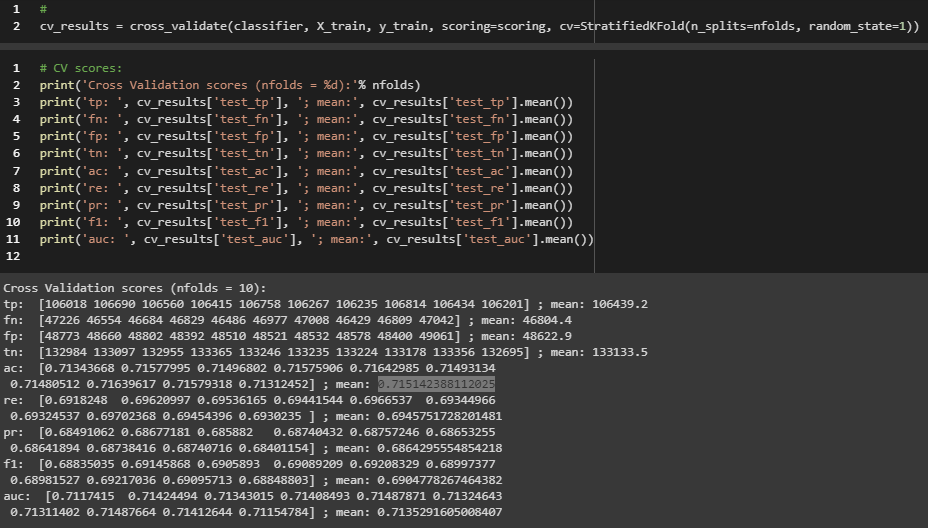 1 #
2 cv_results = cross_validate(classifier, X_train, y_train, scoring=scoring, cv=StratifiedKFold(n_splits=nfolds, random_state=1))
1 # CV scores:
2 print('Cross Validation scores (nfolds = %d):'% nfolds)
3 print('tp: ', cv_results['test_tp'], '; mean:', cv_results['test_tp'].mean())
4 print('fn: ', cv_results['test_fn'], '; mean:', cv_results['test_fn'].mean())
5 print('fp: ', cv_results['test_fp'], '; mean:', cv_results['test_fp'].mean())
6 print('tn: ', cv_results['test_tn'], '; mean:', cv_results['test_tn'].mean())
7 print('ac: ', cv_results['test_ac'], '; mean:', cv_results['test_ac'].mean())
8 print('re: ', cv_results['test_re'], '; mean:', cv_results['test_re'].mean())
9 print('pr: ', cv_results['test_pr'], '; mean:', cv_results['test_pr'].mean())
10 print('f1: ', cv_results['test_f1'], '; mean:', cv_results['test_f1'].mean())
11 print('auc: ', cv_results['test_auc'], '; mean:', cv_results['test_auc'].mean())
12
Cross Validation scores (nfolds = 10):
tp:  [106018 106690 106560 106415 106758 106267 106235 106814 106434 106201] ; mean: 106439.2
fn:  [47226 46554 46684 46829 46486 46977 47008 46429 46809 47042] ; mean: 46804.4
fp:  [48773 48660 48802 48392 48510 48521 48532 48578 48400 49061] ; mean: 48622.9
tn:  [132984 133097 132955 133365 133246 133235 133224 133178 133356 132695] ; mean: 133133.5
ac:  [0.71343668 0.71577995 0.71496802 0.71575906 0.71642985 0.71493134
 0.71480512 0.71639617 0.71579318 0.71312452] ; mean: 0.715142388112025
re:  [0.6918248  0.69620997 0.69536165 0.69441544 0.6966537  0.69344966
 0.69324537 0.69702368 0.69454396 0.6930235 ] ; mean: 0.6945751728201481
pr:  [0.68491062 0.68677181 0.685882   0.68740432 0.68757246 0.68653255
 0.68641894 0.68738416 0.68740716 0.68401154] ; mean: 0.6864295554854218
f1:  [0.68835035 0.69145868 0.6905893  0.69089209 0.69208329 0.68997377
 0.68981527 0.69217036 0.69095713 0.68848803] ; mean: 0.6904778267464382
auc:  [0.7117415  0.71424494 0.71343015 0.71408493 0.71487871 0.71324643
 0.71311402 0.71487664 0.71412644 0.71154784] ; mean: 0.7135291605008407